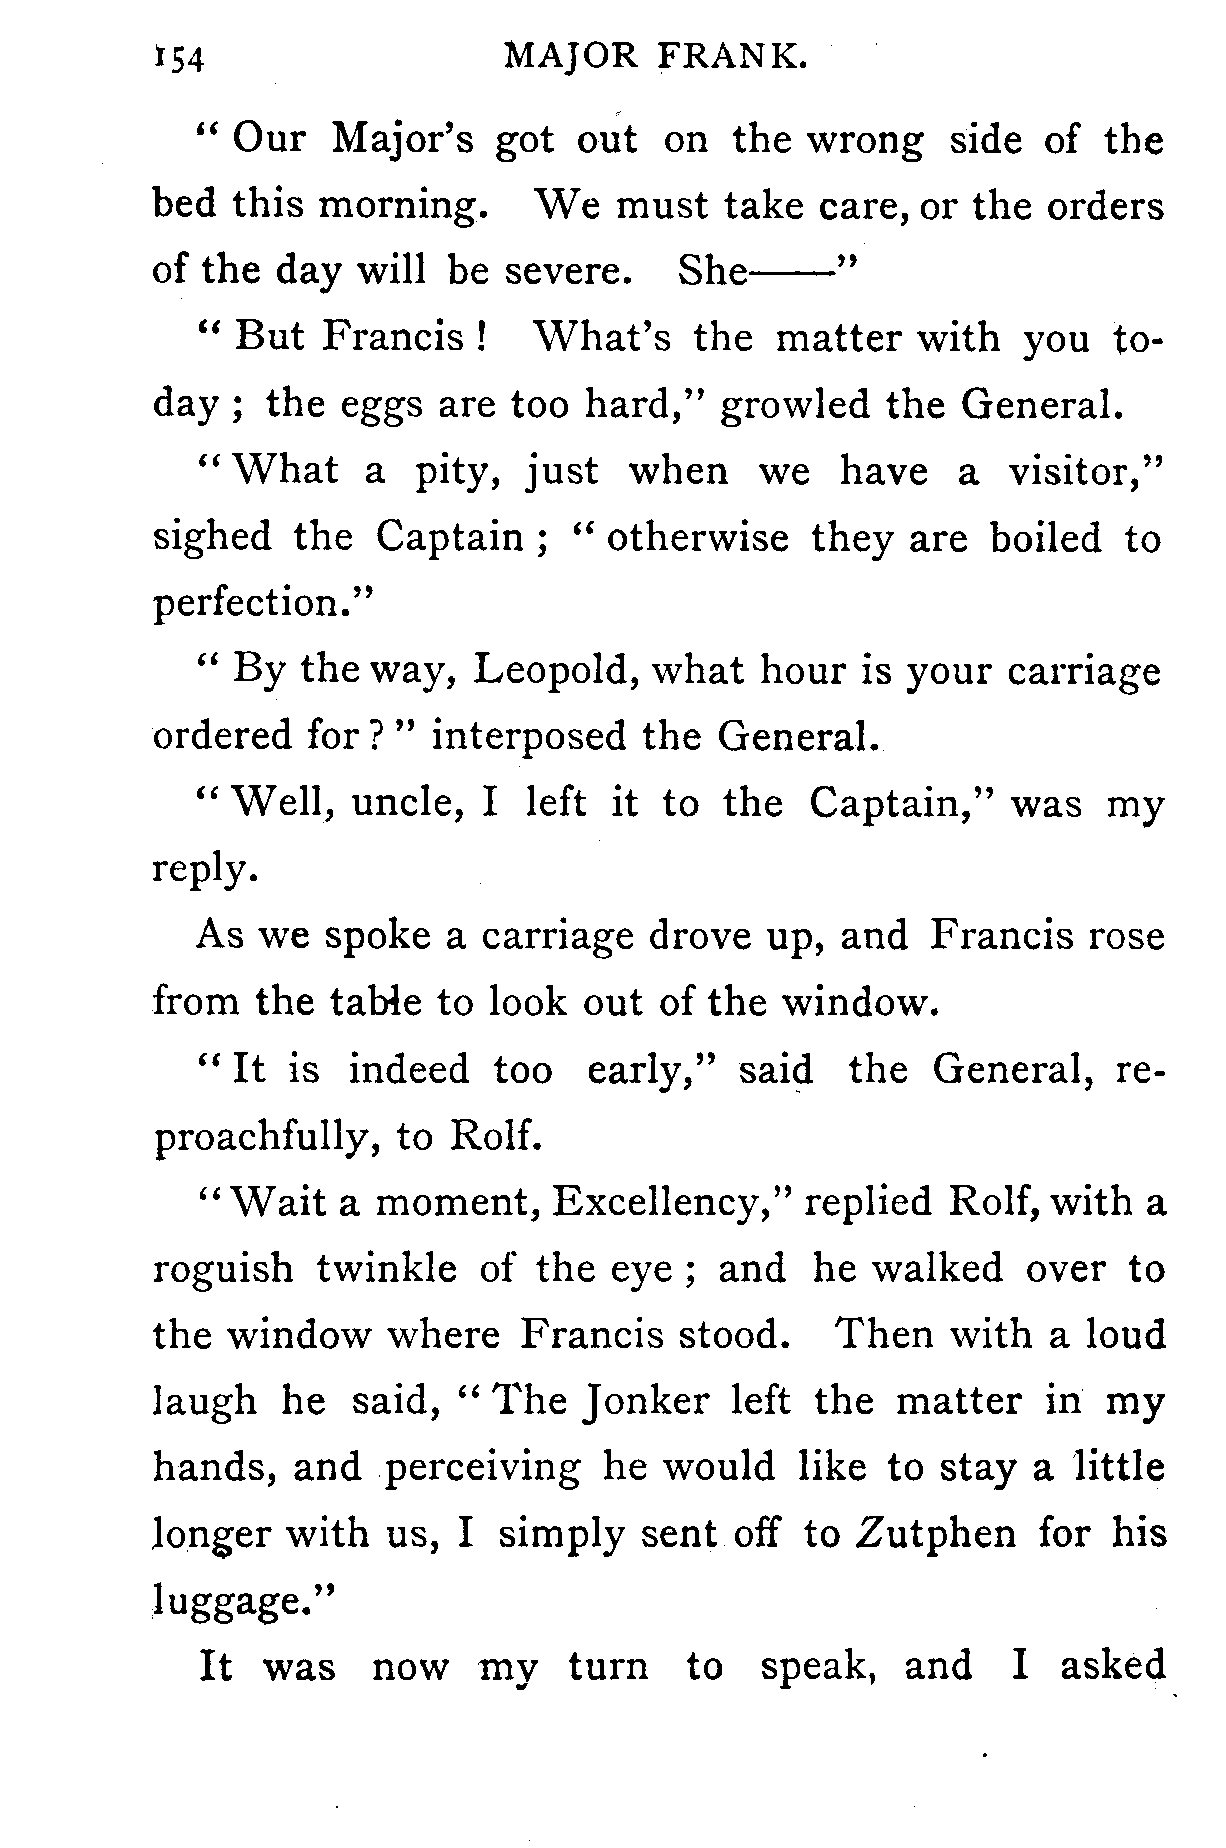 154 MAJOR FRANK.
“ Our Major’s got out on the wrong side of the
bed this morning. We must take care, or the orders
of the day will be severe. She——”
“ But Francis ! What’s the matter with you to-
day ; the eggs are too hard,” growled the General.
“ What a pity, just when we have a visitor,”
sighed the Captain ; “ otherwise they are boiled to
perfection.”
“ By the way, Leopold, what hour is your carriage
ordered for ? ” interposed the General.
“ Well, uncle, I left it to the Captain,” was my
reply.
As we spoke a carriage drove up, and Francis rose
from the table to look out of the window.
“ It is indeed too early,” said the General, re-
proachfully, to Rolf.
“ Wait a moment, Excellency,” replied Rolf, with a
roguish twinkle of the eye ; and he walked over to
the window where Francis stood. Then with a loud
laugh he said, “ The Jonker left the matter in my
hands, and perceiving he would like to stay a little
longer with us, I simply sent off to Zutphen for his
luggage.”
It was now my turn to speak, and I asked